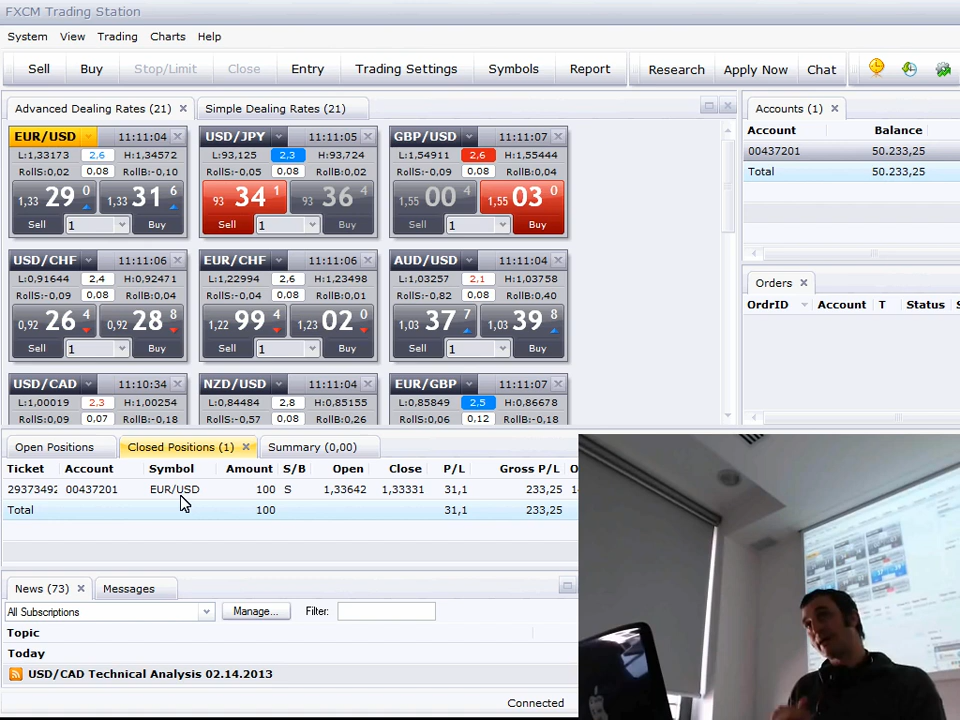 FXCM Trading Station
System View Trading Charts Help
Sell Buy Stop/Limit Close Entry Trading Settings Symbols Report Research Apply Now Chat
Advanced Dealing Rates (21) Simple Dealing Rates (21)
EUR/USD 11:11:04
L:1,33173 2,6 H:1,34572
RollS:0,02 0,08 RollB:-0,10
1,33 29 0 1,33 31 6
Sell 1 Buy
USD/JPY 11:11:05
L:93,125 2,3 H:93,724
RollS:-0,05 0,08 RollB:0,02
93 34 1 93 36 4
Sell 1 Buy
GBP/USD 11:11:07
L:1,54911 2,6 H:1,55444
RollS:-0,09 0,08 RollB:0,04
1,55 00 4 1,55 03 0
Sell 1 Buy
USD/CHF 11:11:06
L:0,91644 2,4 H:0,92471
RollS:-0,09 0,08 RollB:0,04
0,92 26 4 0,92 28 8
Sell 1 Buy
EUR/CHF 11:11:06
L:1,22994 2,6 H:1,23498
RollS:-0,09 0,08 RollB:0,01
1,22 99 4 1,23 02 0
Sell 1 Buy
AUD/USD 11:11:04
L:1,03257 2,1 H:1,03758
RollS:-0,82 0,08 RollB:0,40
1,03 37 7 1,03 39 8
Sell 1 Buy
USD/CAD 11:10:34
L:1,00019 2,3 H:1,00254
RollS:0,09 0,07 RollB:-0,18
NZD/USD 11:11:04
L:0,84484 2,8 H:0,85155
RollS:-0,57 0,08 RollB:0,26
EUR/GBP 11:11:07
L:0,85849 2,5 H:0,86678
RollS:0,06 0,12 RollB:-0,18
Accounts (1)
Account Balance
00437201 50.233,25
Total 50.233,25
Orders
OrdrID Account T Status
Open Positions Closed Positions (1) Summary (0,00)
Ticket Account Symbol Amount S/B Open Close P/L Gross P/L
29373492 00437201 EUR/USD 100 S 1,33642 1,33331 31,1 233,25
Total 100 31,1 233,25
News (73) Messages
All Subscriptions Manage... Filter:
Topic
Today
USD/CAD Technical Analysis 02.14.2013
Connected